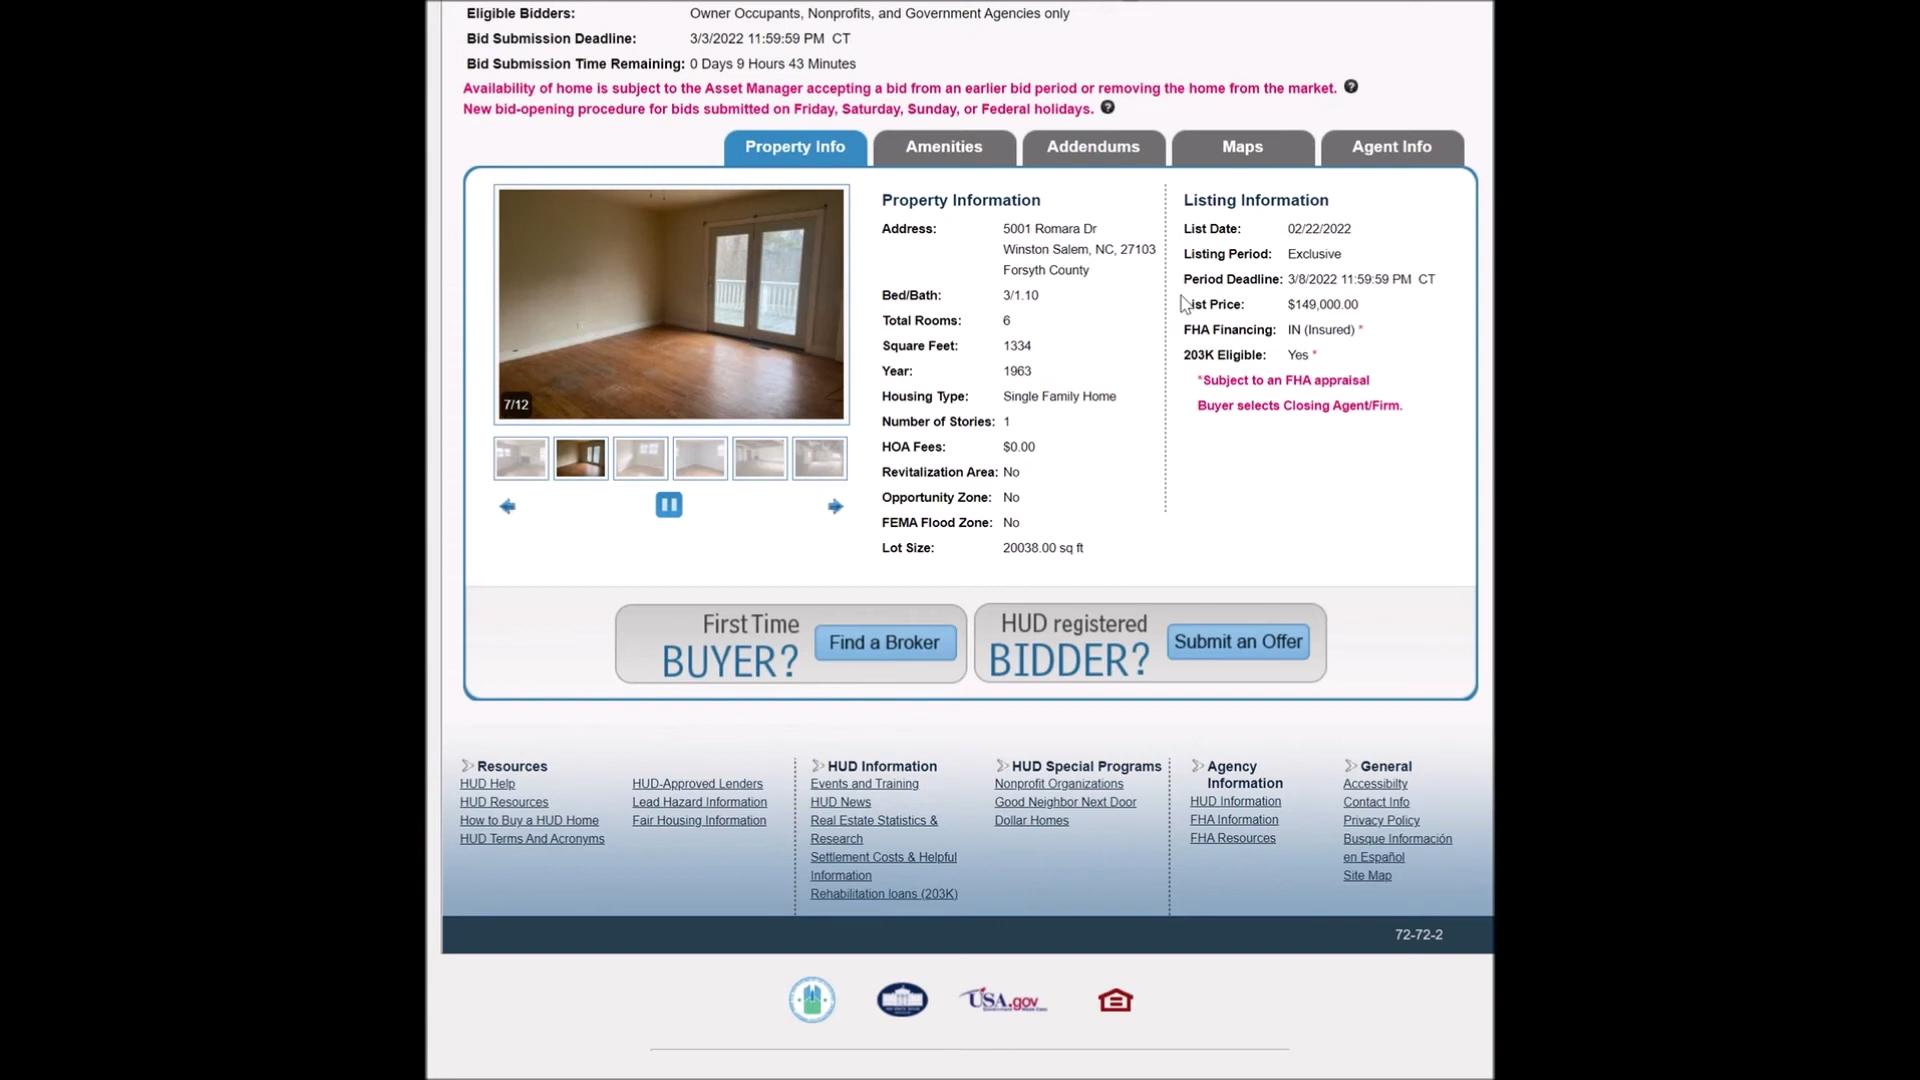 Eligible Bidders: Owner Occupants, Nonprofits, and Government Agencies only
Bid Submission Deadline: 3/3/2022 11:59:59 PM CT
Bid Submission Time Remaining: 0 Days 9 Hours 43 Minutes
Availability of home is subject to the Asset Manager accepting a bid from an earlier bid period or removing the home from the market. ?
New bid-opening procedure for bids submitted on Friday, Saturday, Sunday, or Federal holidays. ?
Property Info Amenities Addendums Maps Agent Info
7/12
Property Information
Address: 5001 Romara Dr
Winston Salem, NC, 27103
Forsyth County
Bed/Bath: 3/1.10
Total Rooms: 6
Square Feet: 1334
Year: 1963
Housing Type: Single Family Home
Number of Stories: 1
HOA Fees: $0.00
Revitalization Area: No
Opportunity Zone: No
FEMA Flood Zone: No
Lot Size: 20038.00 sq ft
Listing Information
List Date: 02/22/2022
Listing Period: Exclusive
Period Deadline: 3/8/2022 11:59:59 PM CT
List Price: $149,000.00
FHA Financing: IN (Insured) *
203K Eligible: Yes *
*Subject to an FHA appraisal
Buyer selects Closing Agent/Firm.
First Time
BUYER?
Find a Broker
HUD registered
BIDDER?
Submit an Offer
Resources
HUD Help
HUD Resources
How to Buy a HUD Home
HUD Terms And Acronyms
HUD-Approved Lenders
Lead Hazard Information
Fair Housing Information
HUD Information
Events and Training
HUD News
Real Estate Statistics &
Research
Settlement Costs & Helpful
Information
Rehabilitation loans (203K)
HUD Special Programs
Nonprofit Organizations
Good Neighbor Next Door
Dollar Homes
Agency
Information
HUD Information
FHA Information
FHA Resources
General
Accessibilty
Contact Info
Privacy Policy
Busque Información
en Español
Site Map
72-72-2
USA.gov